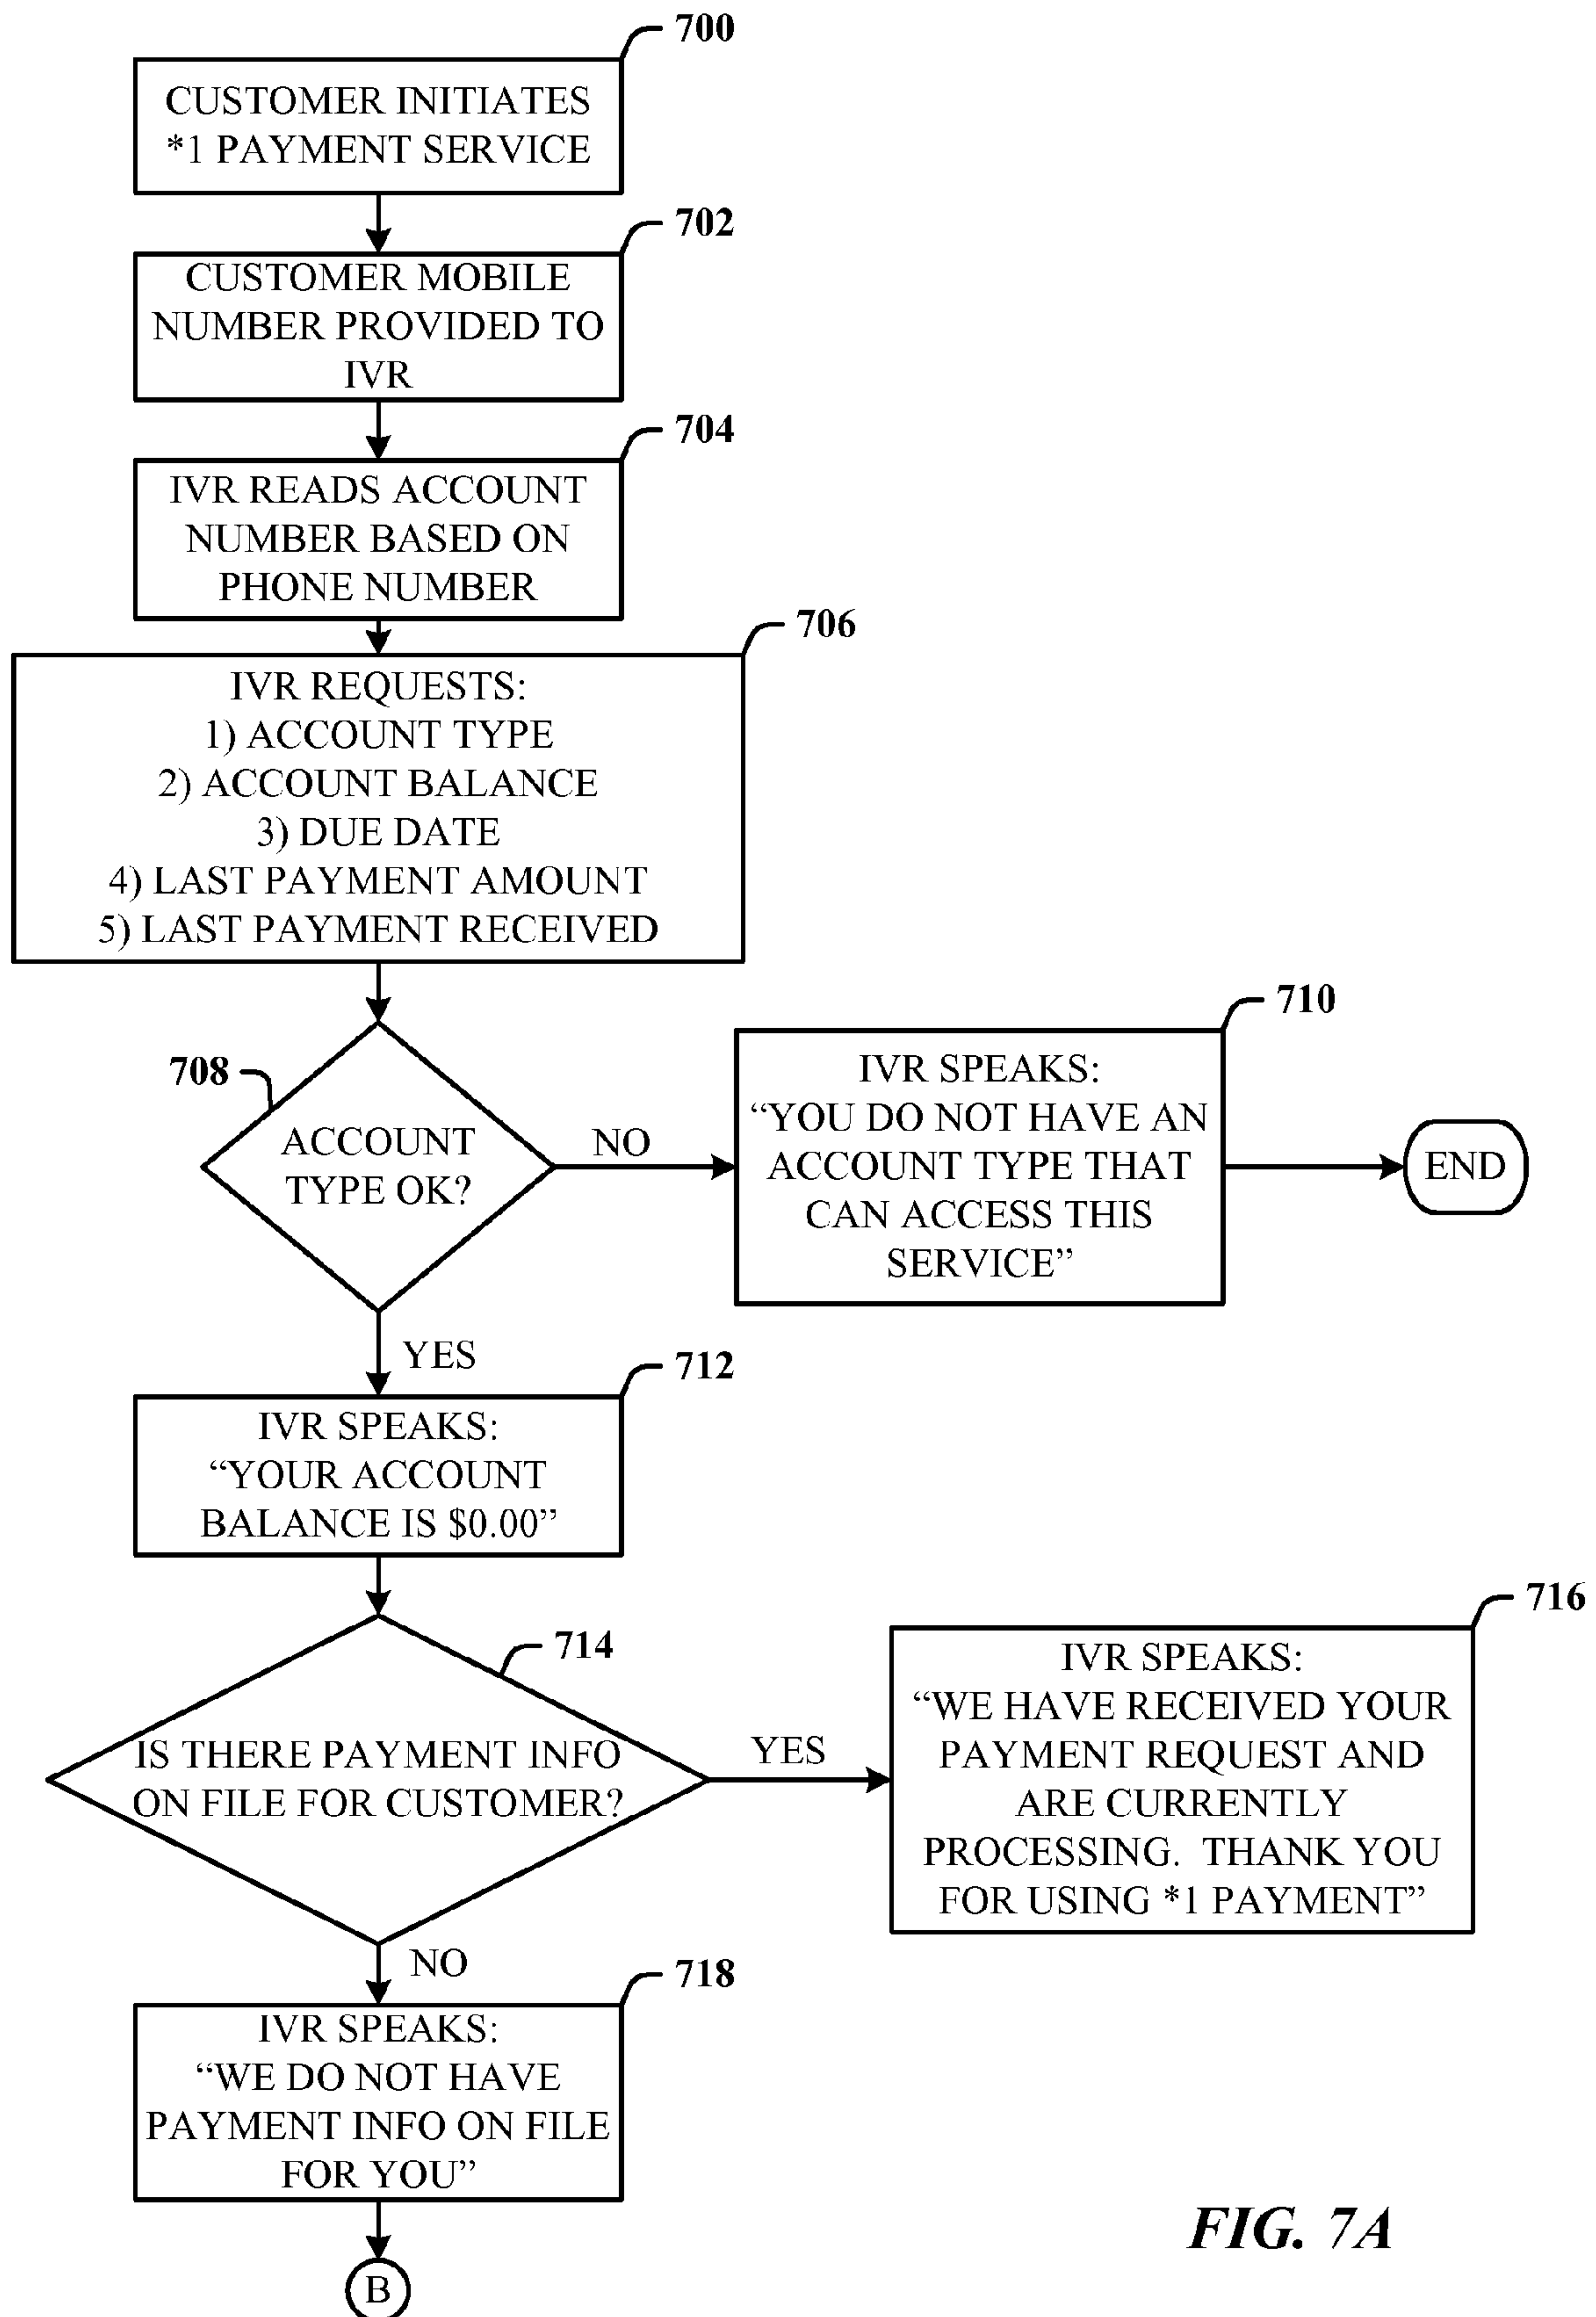 700
CUSTOMER INITIATES
*1 PAYMENT SERVICE
702
CUSTOMER MOBILE
NUMBER PROVIDED TO
IVR
704
IVR READS ACCOUNT
NUMBER BASED ON
PHONE NUMBER
706
IVR REQUESTS:
1) ACCOUNT TYPE
2) ACCOUNT BALANCE
3) DUE DATE
4) LAST PAYMENT AMOUNT
5) LAST PAYMENT RECEIVED
708
ACCOUNT
TYPE OK?
NO
710
IVR SPEAKS:
“YOU DO NOT HAVE AN
ACCOUNT TYPE THAT
CAN ACCESS THIS
SERVICE”
END
YES
712
IVR SPEAKS:
“YOUR ACCOUNT
BALANCE IS $0.00”
714
IS THERE PAYMENT INFO
ON FILE FOR CUSTOMER?
YES
716
IVR SPEAKS:
“WE HAVE RECEIVED YOUR
PAYMENT REQUEST AND
ARE CURRENTLY
PROCESSING. THANK YOU
FOR USING *1 PAYMENT”
NO
718
IVR SPEAKS:
“WE DO NOT HAVE
PAYMENT INFO ON FILE
FOR YOU”
B
FIG. 7A